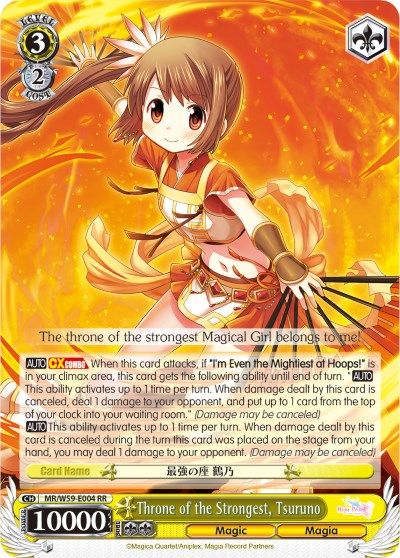 LEVEL
3
2
COST
The throne of the strongest Magical Girl belongs to me!
AUTO CX COMBO When this card attacks, if "I'm Even the Mightiest at Hoops!" is
in your climax area, this card gets the following ability until end of turn. " AUTO
This ability activates up to 1 time per turn. When damage dealt by this card is
canceled, deal 1 damage to your opponent, and put up to 1 card from the top
of your clock into your waiting room." (Damage may be canceled)
AUTO This ability activates up to 1 time per turn. When damage dealt by this
card is canceled during the turn this card was placed on the stage from your
hand, you may deal 1 damage to your opponent. (Damage may be canceled)
Card Name 最強の座 鶴乃
CH MR/W59-E004 RR
Throne of the Strongest, Tsuruno
POWER 10000 SOUL
Magic Magia
©Magica Quartet/Aniplex, Magia Record Partners